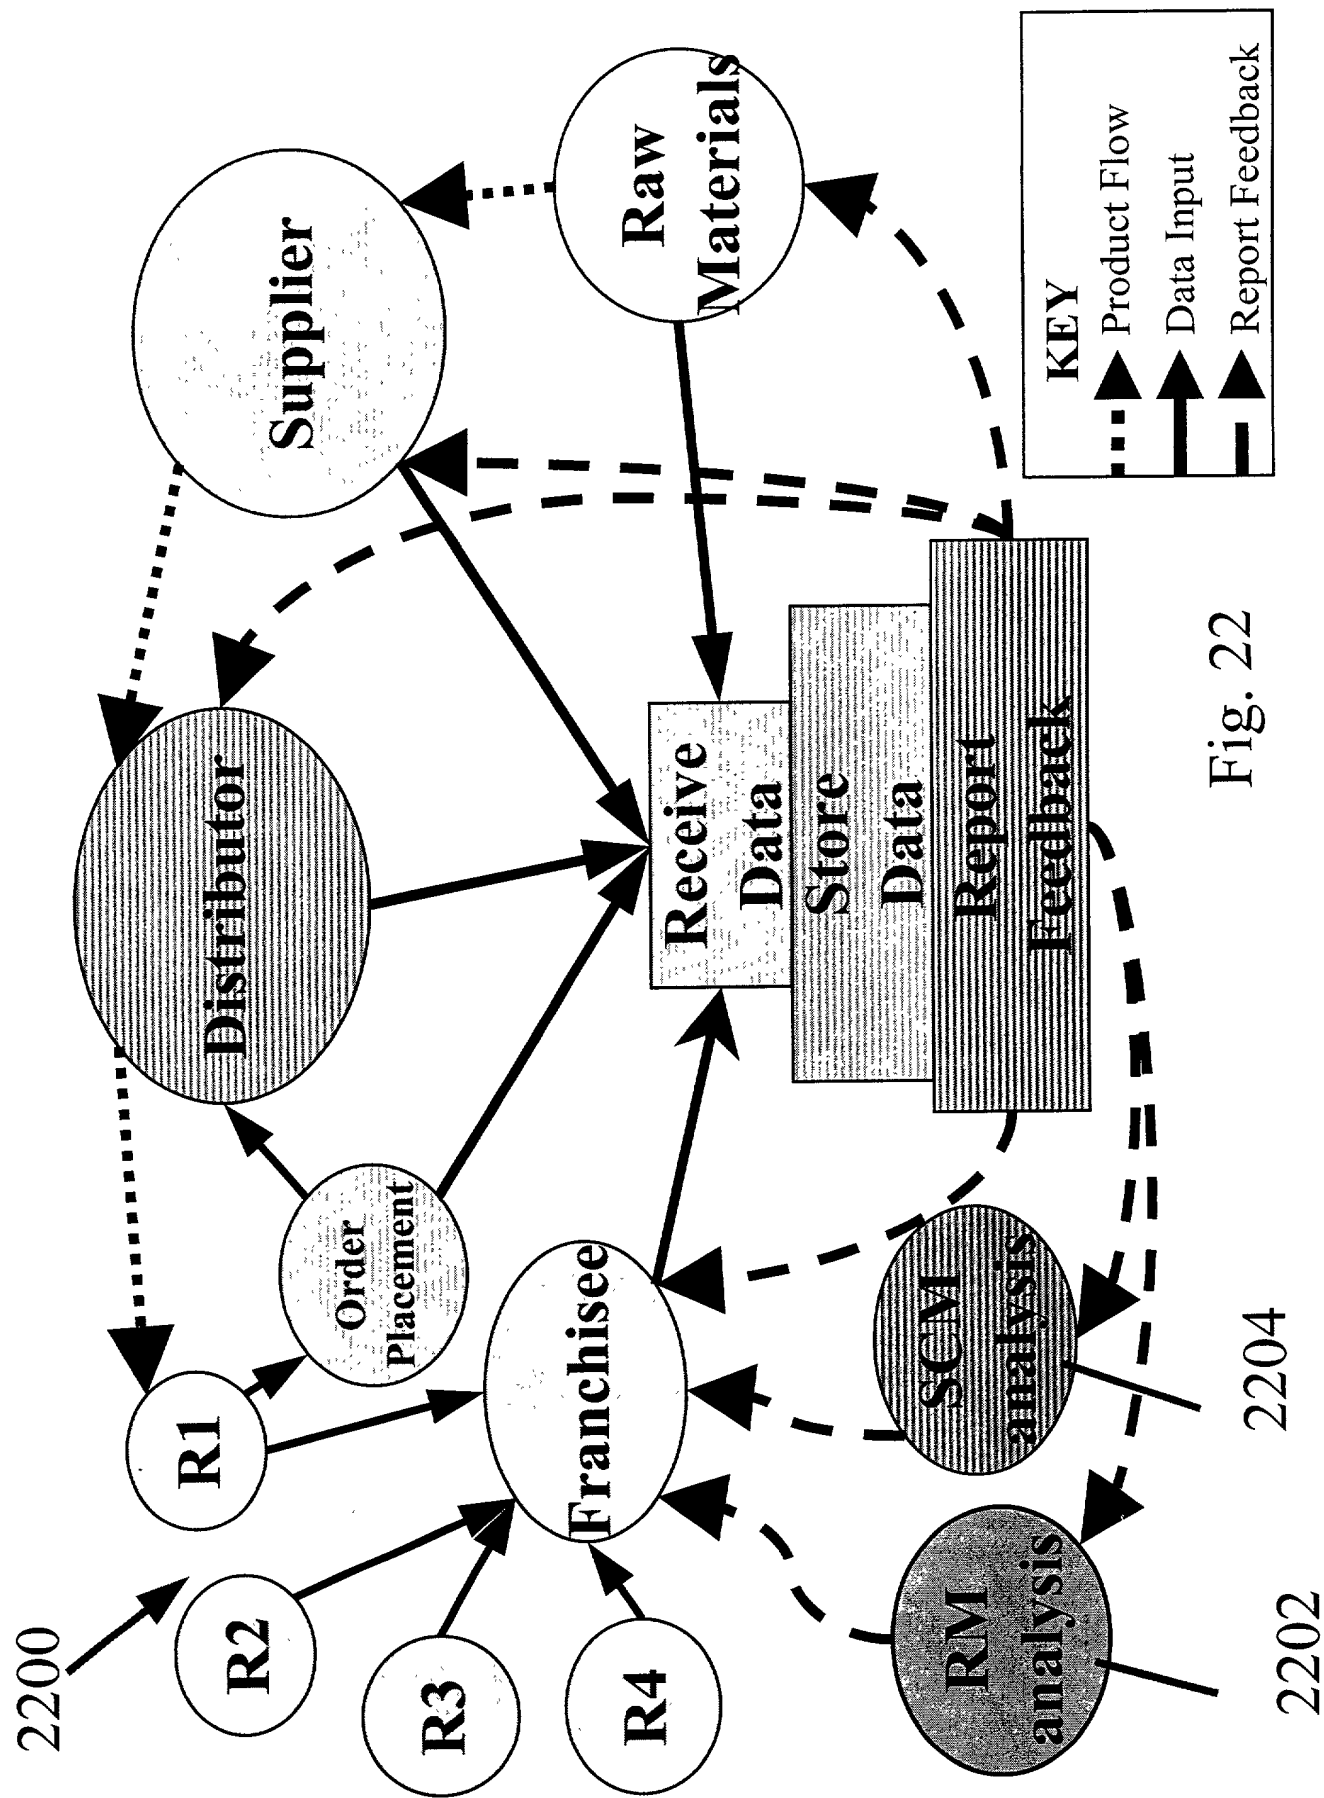 2200
R1
R2
R3
R4
Order
Placement
Distributor
Supplier
Franchisee
Raw
Materials
Receive
Data
Store
Data
Report
Feedback
RM
analysis
SCM
analysis
2202
2204
KEY
Product Flow
Data Input
Report Feedback
Fig. 22